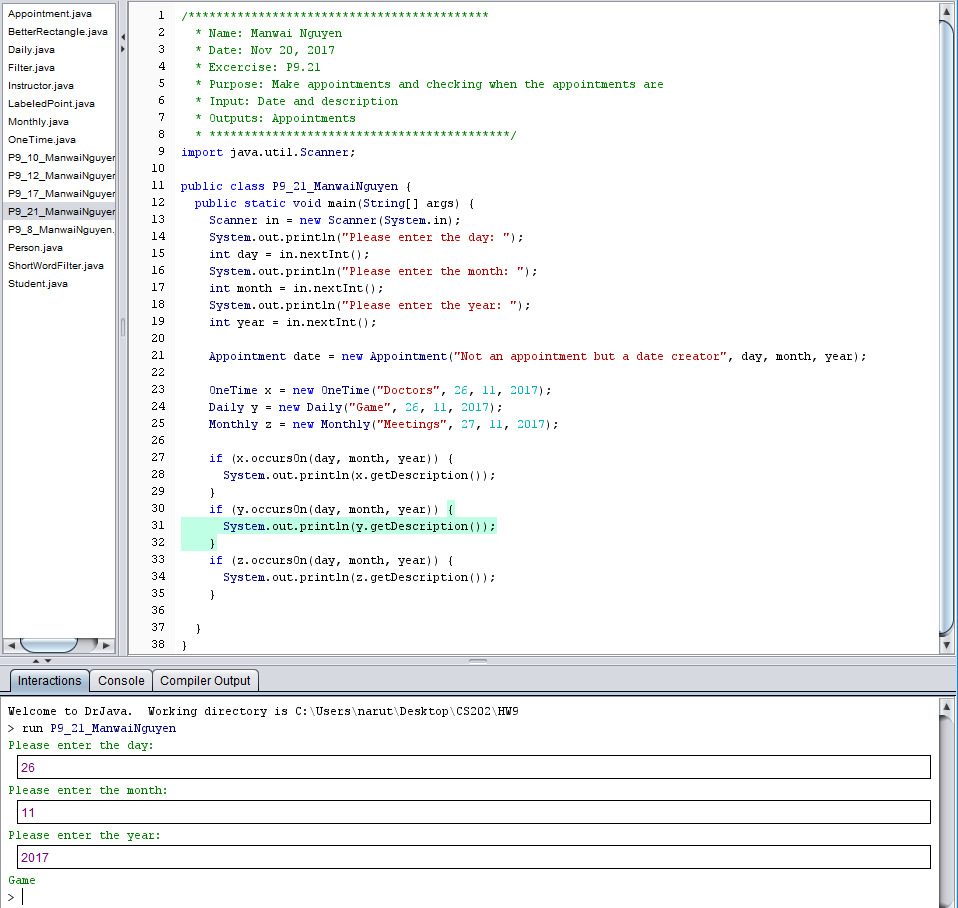 Appointment.java
BetterRectangle.java
Daily.java
Filter.java
Instructor.java
LabeledPoint.java
Monthly.java
OneTime.java
P9_10_ManwaiNguyer
P9_12_ManwaiNguyer
P9_17_ManwaiNguyer
P9_21_ManwaiNguyer
P9_8_ManwaiNguyen.
Person.java
ShortWordFilter.java
Student.java
1 /*******************************************
2 * Name: Manwai Nguyen
3 * Date: Nov 20, 2017
4 * Excercise: P9.21
5 * Purpose: Make appointments and checking when the appointments are
6 * Input: Date and description
7 * Outputs: Appointments
8 * *******************************************/
9 import java.util.Scanner;
10
11 public class P9_21_ManwaiNguyen {
12 public static void main(String[] args) {
13 Scanner in = new Scanner(System.in);
14 System.out.println("Please enter the day: ");
15 int day = in.nextInt();
16 System.out.println("Please enter the month: ");
17 int month = in.nextInt();
18 System.out.println("Please enter the year: ");
19 int year = in.nextInt();
20
21 Appointment date = new Appointment("Not an appointment but a date creator", day, month, year);
22
23 OneTime x = new OneTime("Doctors", 26, 11, 2017);
24 Daily y = new Daily("Game", 26, 11, 2017);
25 Monthly z = new Monthly("Meetings", 27, 11, 2017);
26
27 if (x.occursOn(day, month, year)) {
28 System.out.println(x.getDescription());
29 }
30 if (y.occursOn(day, month, year)) {
31 System.out.println(y.getDescription());
32 }
33 if (z.occursOn(day, month, year)) {
34 System.out.println(z.getDescription());
35 }
36
37 }
38 }
Interactions Console Compiler Output
Welcome to DrJava. Working directory is C:\Users\narut\Desktop\CS202\HW9
> run P9_21_ManwaiNguyen
Please enter the day:
26
Please enter the month:
11
Please enter the year:
2017
Game
>